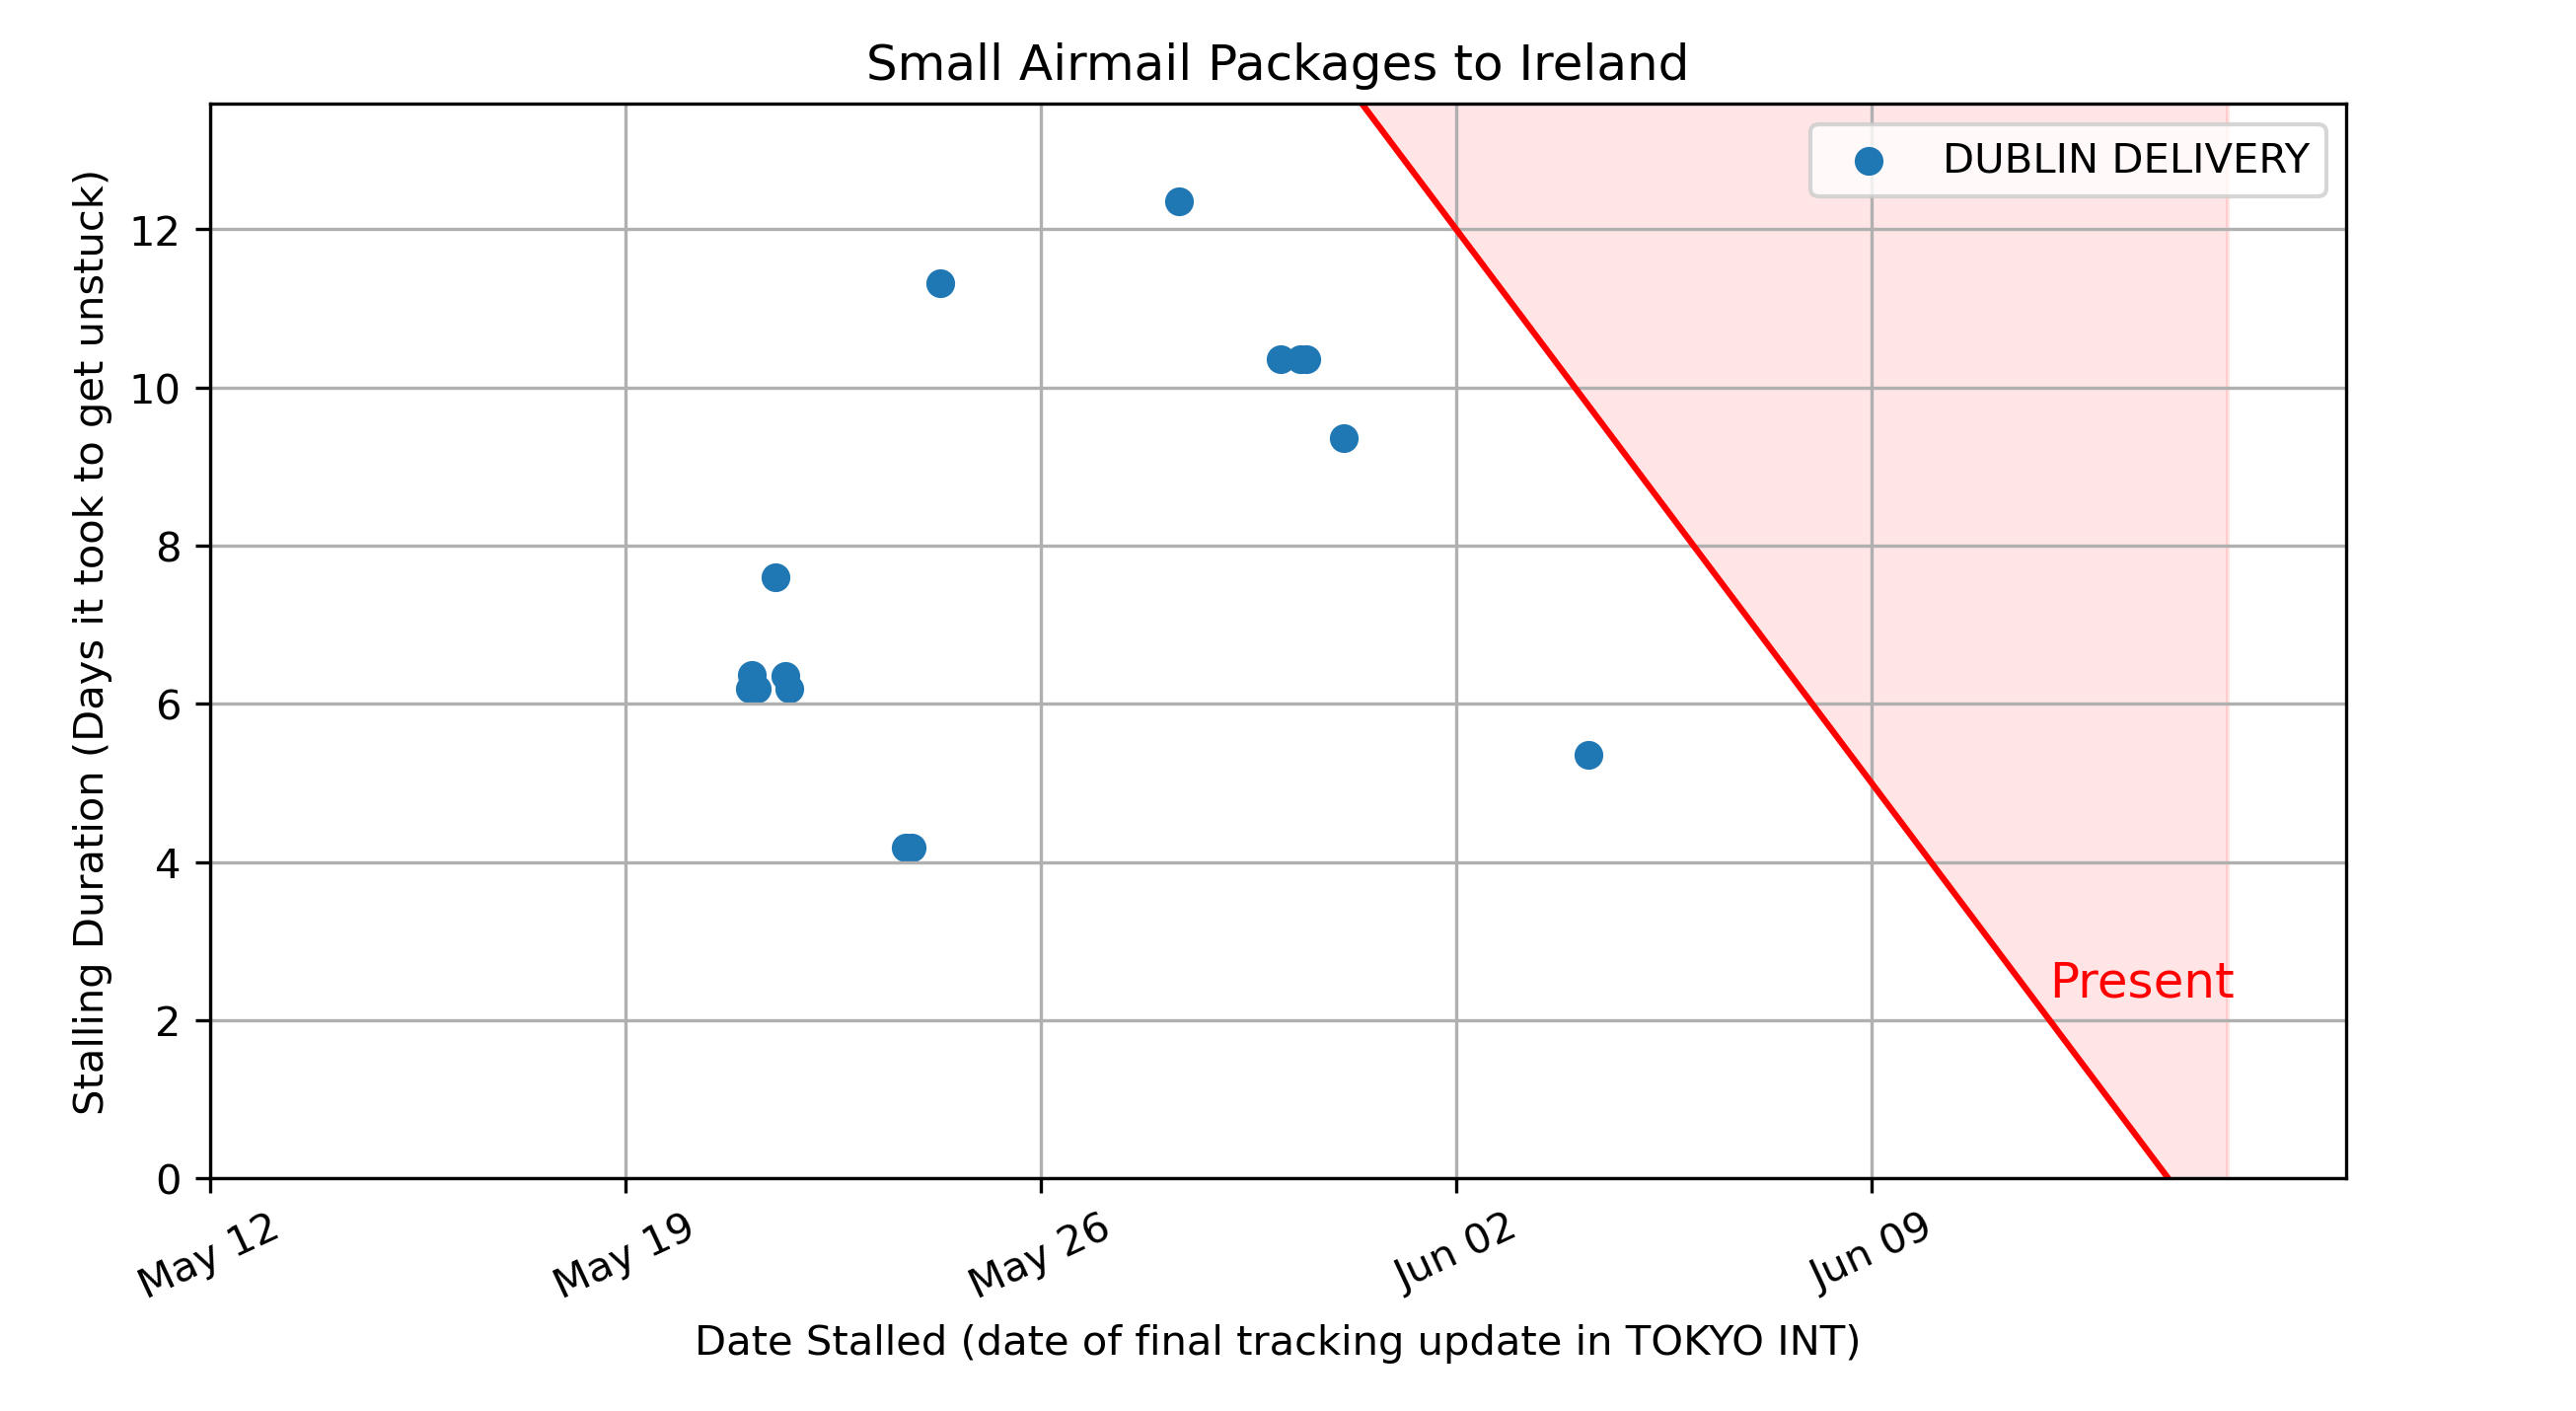 Small Airmail Packages to Ireland
DUBLIN DELIVERY
Stalling Duration (Days it took to get unstuck)
12
10
8
6
4
2
0
Present
May 12
May 19
May 26
Jun 02
Jun 09
Date Stalled (date of final tracking update in TOKYO INT)